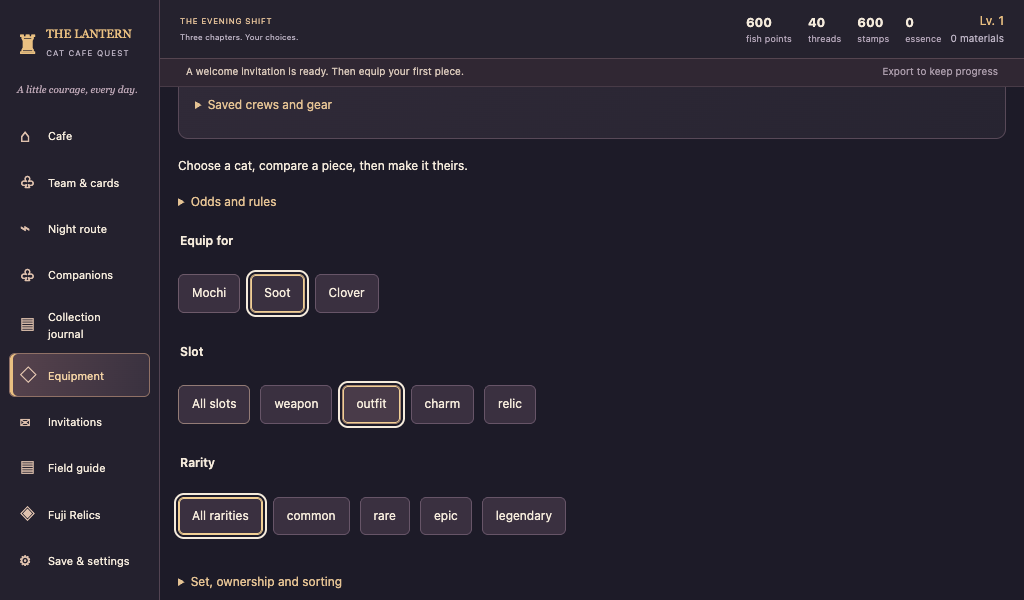 THE LANTERN
CAT CAFE QUEST
A little courage, every day.
Cafe
Team & cards
Night route
Companions
Collection
journal
Equipment
Invitations
Field guide
Fuji Relics
Save & settings
THE EVENING SHIFT
Three chapters. Your choices.
600 fish points
40 threads
600 stamps
0 essence
Lv. 1
0 materials
A welcome invitation is ready. Then equip your first piece.
Export to keep progress
Saved crews and gear
Choose a cat, compare a piece, then make it theirs.
Odds and rules
Equip for
Mochi Soot Clover
Slot
All slots weapon outfit charm relic
Rarity
All rarities common rare epic legendary
Set, ownership and sorting